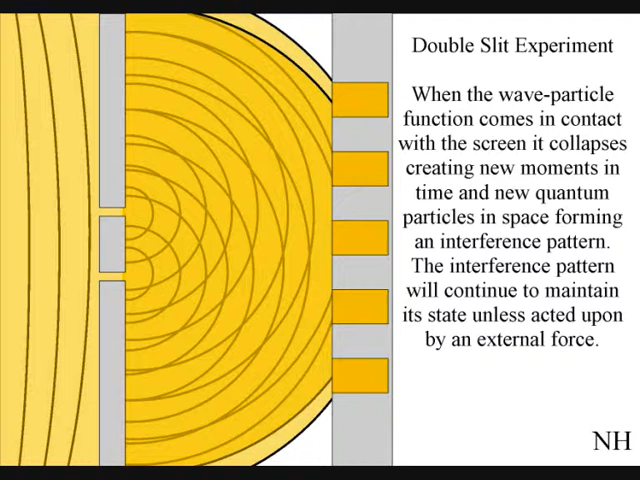 Double Slit Experiment
When the wave-particle
function comes in contact
with the screen it collapses
creating new moments in
time and new quantum
particles in space forming
an interference pattern.
The interference pattern
will continue to maintain
its state unless acted upon
by an external force.
NH